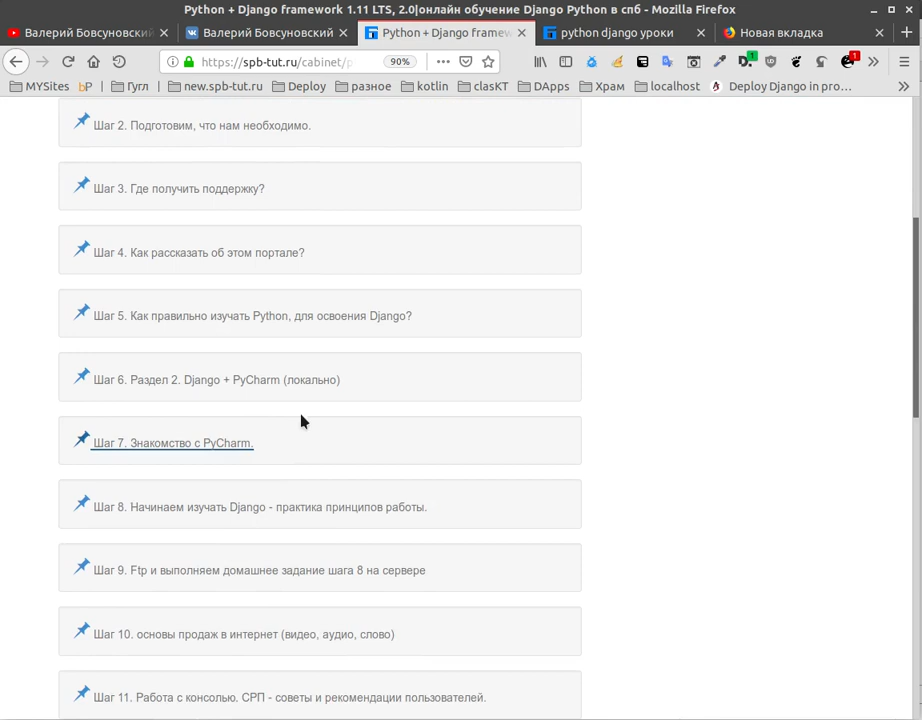 Python + Django framework 1.11 LTS, 2.0|онлайн обучение Django Python в спб - Mozilla Firefox
Валерий Бовсуновский
Валерий Бовсуновский
Python + Django framew
python django уроки
Новая вкладка
https://spb-tut.ru/cabinet/p
90%
1
1
MYSites
bP
Гугл
new.spb-tut.ru
Deploy
разное
kotlin
clasKT
DApps
Храм
localhost
Deploy Django in pro…
Шаг 2. Подготовим, что нам необходимо.
Шаг 3. Где получить поддержку?
Шаг 4. Как рассказать об этом портале?
Шаг 5. Как правильно изучать Python, для освоения Django?
Шаг 6. Раздел 2. Django + PyCharm (локально)
Шаг 7. Знакомство с PyCharm.
Шаг 8. Начинаем изучать Django - практика принципов работы.
Шаг 9. Ftp и выполняем домашнее задание шага 8 на сервере
Шаг 10. основы продаж в интернет (видео, аудио, слово)
Шаг 11. Работа с консолью. СРП - советы и рекомендации пользователей.